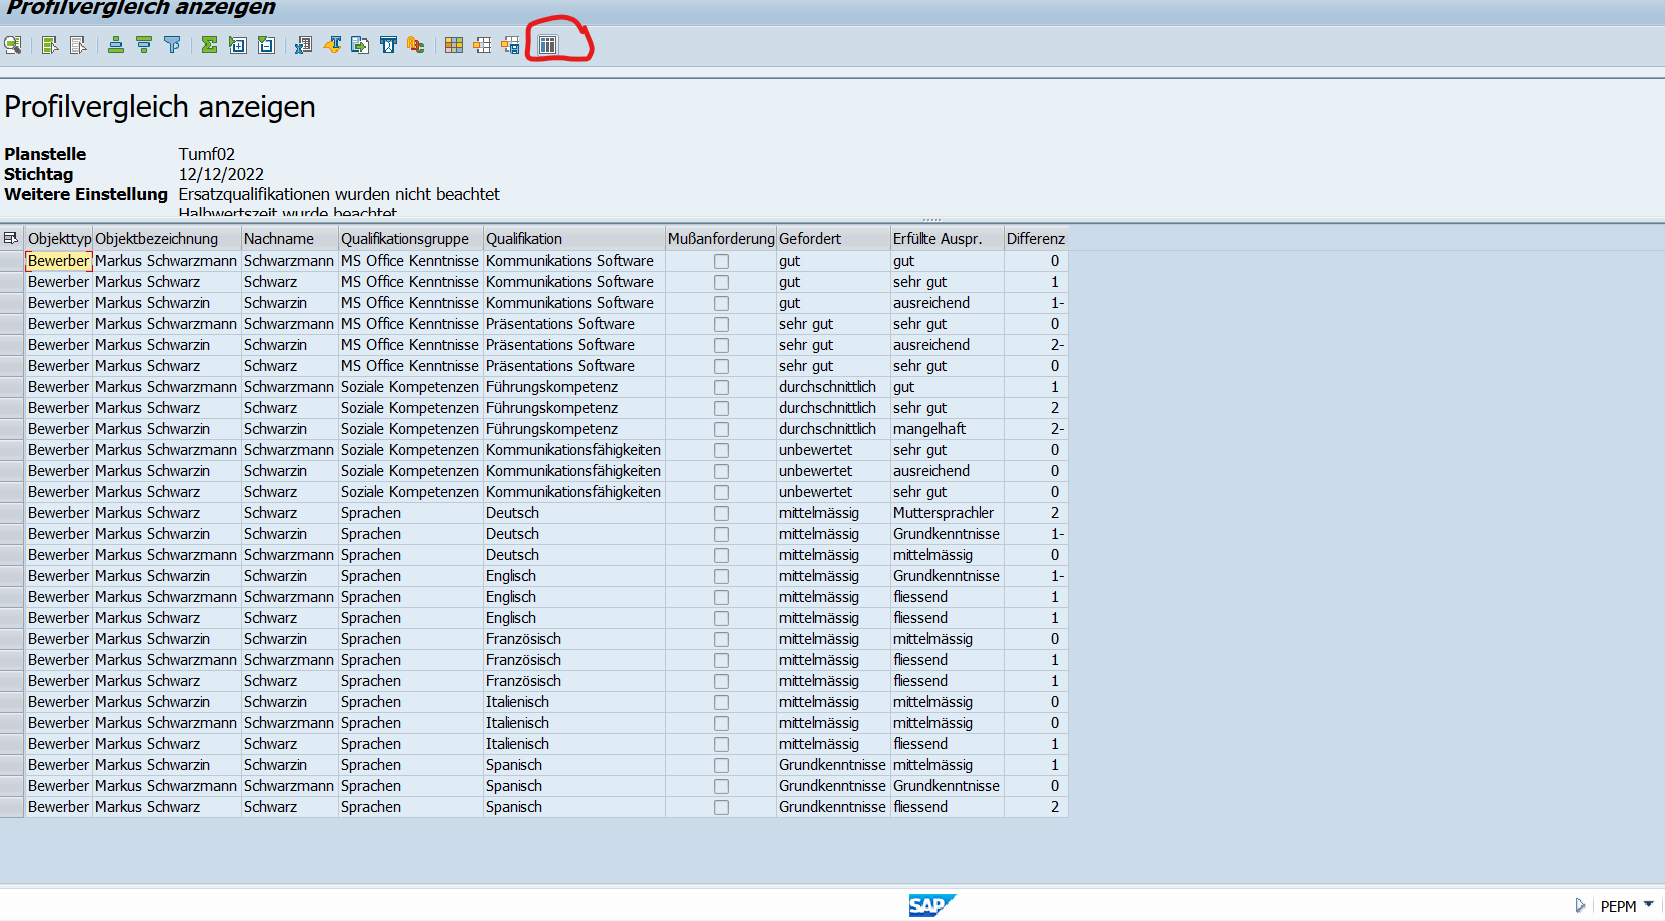 Profilvergleich anzeigen
Profilvergleich anzeigen
Planstelle Tumf02
Stichtag 12/12/2022
Weitere Einstellung Ersatzqualifikationen wurden nicht beachtet
Halbwertszeit wurde beachtet
Objekttyp Objektbezeichnung Nachname Qualifikationsgruppe Qualifikation Mußanforderung Gefordert Erfüllte Auspr. Differenz
Bewerber Markus Schwarzmann Schwarzmann MS Office Kenntnisse Kommunikations Software gut gut 0
Bewerber Markus Schwarz Schwarz MS Office Kenntnisse Kommunikations Software gut sehr gut 1
Bewerber Markus Schwarzin Schwarzin MS Office Kenntnisse Kommunikations Software gut ausreichend 1-
Bewerber Markus Schwarzmann Schwarzmann MS Office Kenntnisse Präsentations Software sehr gut sehr gut 0
Bewerber Markus Schwarzin Schwarzin MS Office Kenntnisse Präsentations Software sehr gut ausreichend 2-
Bewerber Markus Schwarz Schwarz MS Office Kenntnisse Präsentations Software sehr gut sehr gut 0
Bewerber Markus Schwarzmann Schwarzmann Soziale Kompetenzen Führungskompetenz durchschnittlich gut 1
Bewerber Markus Schwarz Schwarz Soziale Kompetenzen Führungskompetenz durchschnittlich sehr gut 2
Bewerber Markus Schwarzin Schwarzin Soziale Kompetenzen Führungskompetenz durchschnittlich mangelhaft 2-
Bewerber Markus Schwarzmann Schwarzmann Soziale Kompetenzen Kommunikationsfähigkeiten unbewertet sehr gut 0
Bewerber Markus Schwarzin Schwarzin Soziale Kompetenzen Kommunikationsfähigkeiten unbewertet ausreichend 0
Bewerber Markus Schwarz Schwarz Soziale Kompetenzen Kommunikationsfähigkeiten unbewertet sehr gut 0
Bewerber Markus Schwarz Schwarz Sprachen Deutsch mittelmässig Muttersprachler 2
Bewerber Markus Schwarzin Schwarzin Sprachen Deutsch mittelmässig Grundkenntnisse 1-
Bewerber Markus Schwarzmann Schwarzmann Sprachen Deutsch mittelmässig mittelmässig 0
Bewerber Markus Schwarzin Schwarzin Sprachen Englisch mittelmässig Grundkenntnisse 1-
Bewerber Markus Schwarzmann Schwarzmann Sprachen Englisch mittelmässig fliessend 1
Bewerber Markus Schwarz Schwarz Sprachen Englisch mittelmässig fliessend 1
Bewerber Markus Schwarzin Schwarzin Sprachen Französisch mittelmässig mittelmässig 0
Bewerber Markus Schwarzmann Schwarzmann Sprachen Französisch mittelmässig fliessend 1
Bewerber Markus Schwarz Schwarz Sprachen Französisch mittelmässig fliessend 1
Bewerber Markus Schwarzin Schwarzin Sprachen Italienisch mittelmässig mittelmässig 0
Bewerber Markus Schwarzmann Schwarzmann Sprachen Italienisch mittelmässig mittelmässig 0
Bewerber Markus Schwarz Schwarz Sprachen Italienisch mittelmässig fliessend 1
Bewerber Markus Schwarzin Schwarzin Sprachen Spanisch Grundkenntnisse mittelmässig 1
Bewerber Markus Schwarzmann Schwarzmann Sprachen Spanisch Grundkenntnisse Grundkenntnisse 0
Bewerber Markus Schwarz Schwarz Sprachen Spanisch Grundkenntnisse fliessend 2
SAP PEPM